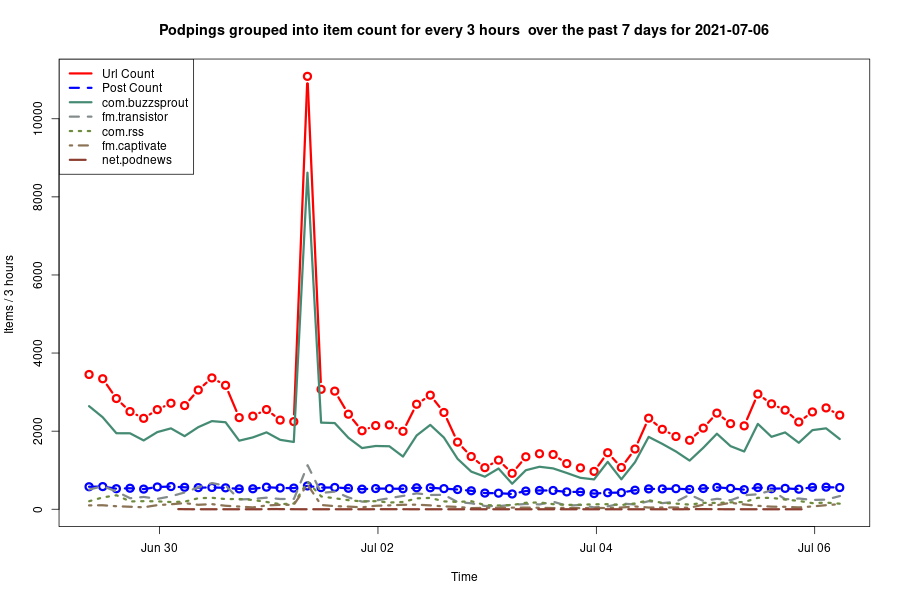 Podpings grouped into item count for every 3 hours  over the past 7 days for 2021-07-06
Url Count
Post Count
com.buzzsprout
fm.transistor
com.rss
fm.captivate
net.podnews
Items / 3 hours
10000
8000
6000
4000
2000
0
Jun 30
Jul 02
Jul 04
Jul 06
Time